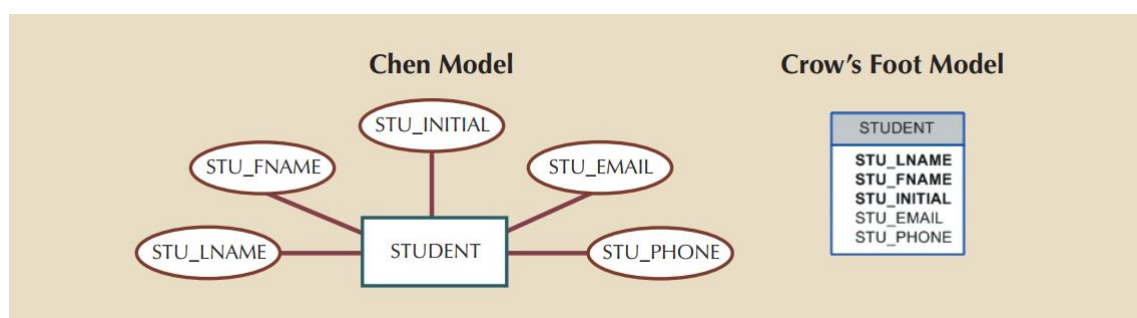 Chen Model
STU_INITIAL
STU_FNAME
STU_EMAIL
STU_LNAME
STUDENT
STU_PHONE
Crow's Foot Model
STUDENT
STU_LNAME
STU_FNAME
STU_INITIAL
STU_EMAIL
STU_PHONE